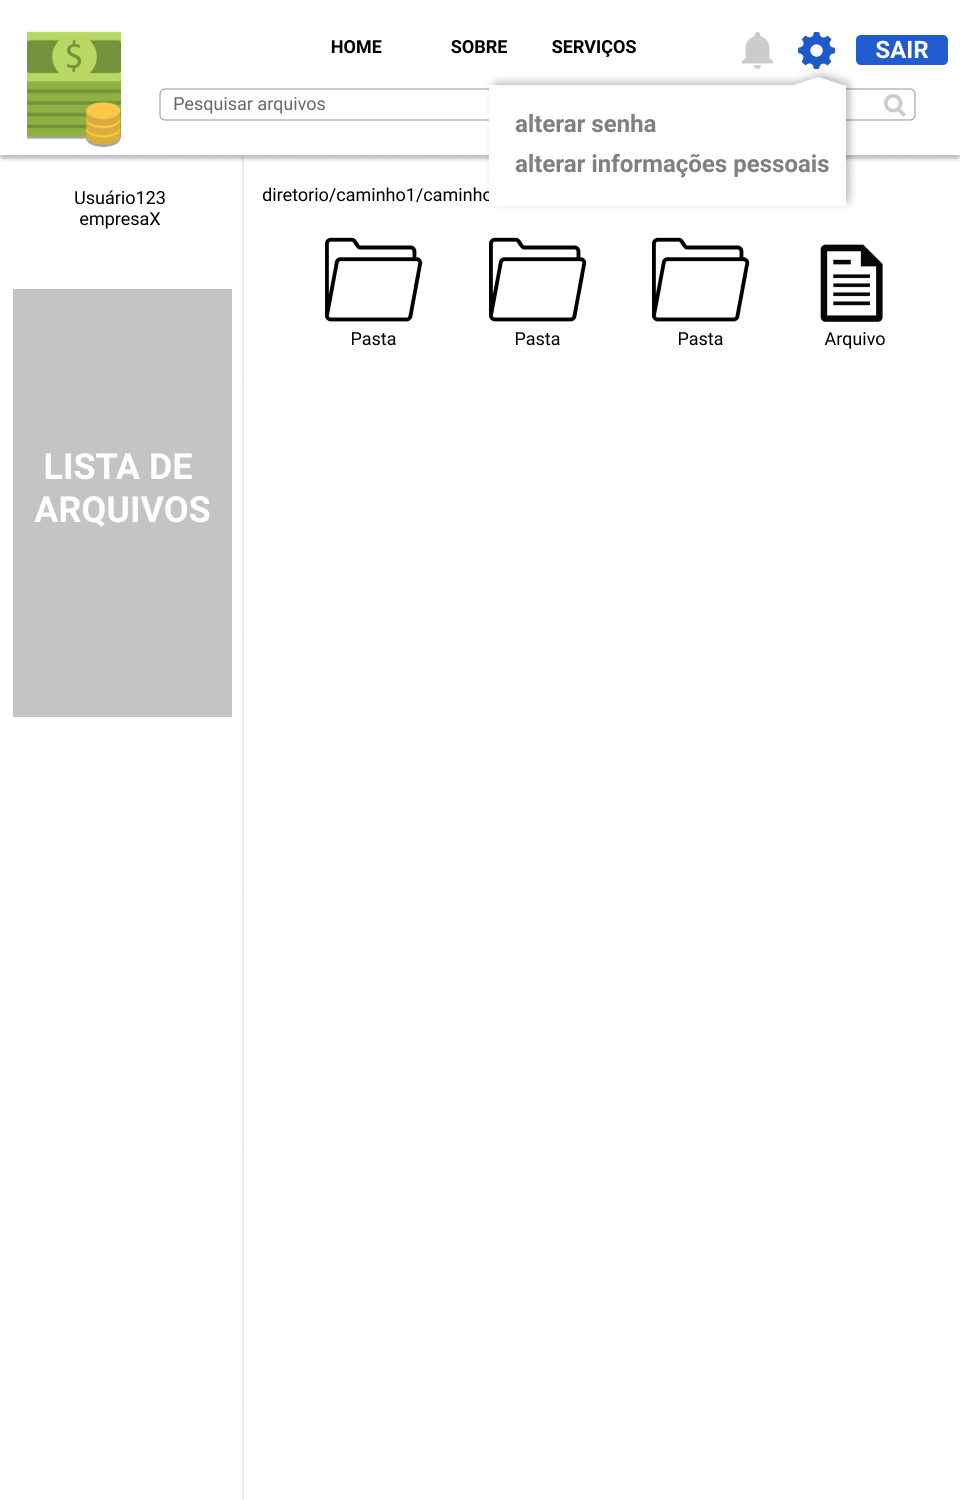 HOME SOBRE SERVIÇOS SAIR
Pesquisar arquivos
alterar senha
alterar informações pessoais
Usuário123
empresaX
diretorio/caminho1/caminho
Pasta Pasta Pasta Arquivo
LISTA DE
ARQUIVOS